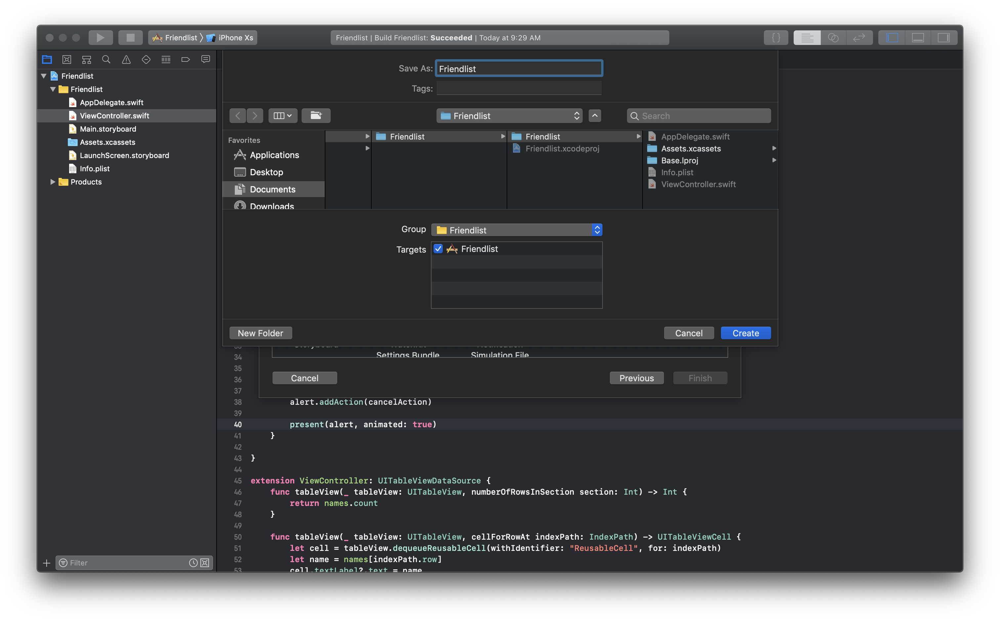 Friendlist 〉 iPhone Xs
Friendlist | Build Friendlist: Succeeded | Today at 9:29 AM
{ }
Friendlist
Friendlist
AppDelegate.swift
ViewController.swift
Main.storyboard
Assets.xcassets
LaunchScreen.storyboard
Info.plist
Products
Filter
Save As: Friendlist
Tags:
Friendlist
Search
Favorites
Applications
Desktop
Documents
Downloads
Friendlist
Friendlist
Friendlist.xcodeproj
AppDelegate.swift
Assets.xcassets
Base.lproj
Info.plist
ViewController.swift
Group Friendlist
Targets Friendlist
New Folder Cancel Create
Settings Bundle Simulation File
Cancel Previous Finish
34
35
36
37
38 alert.addAction(cancelAction)
39
40 present(alert, animated: true)
41 }
42
43 }
44
45 extension ViewController: UITableViewDataSource {
46 func tableView(_ tableView: UITableView, numberOfRowsInSection section: Int) -> Int {
47 return names.count
48 }
49
50 func tableView(_ tableView: UITableView, cellForRowAt indexPath: IndexPath) -> UITableViewCell {
51 let cell = tableView.dequeueReusableCell(withIdentifier: "ReusableCell", for: indexPath)
52 let name = names[indexPath.row]
53 cell.textLabel?.text = name